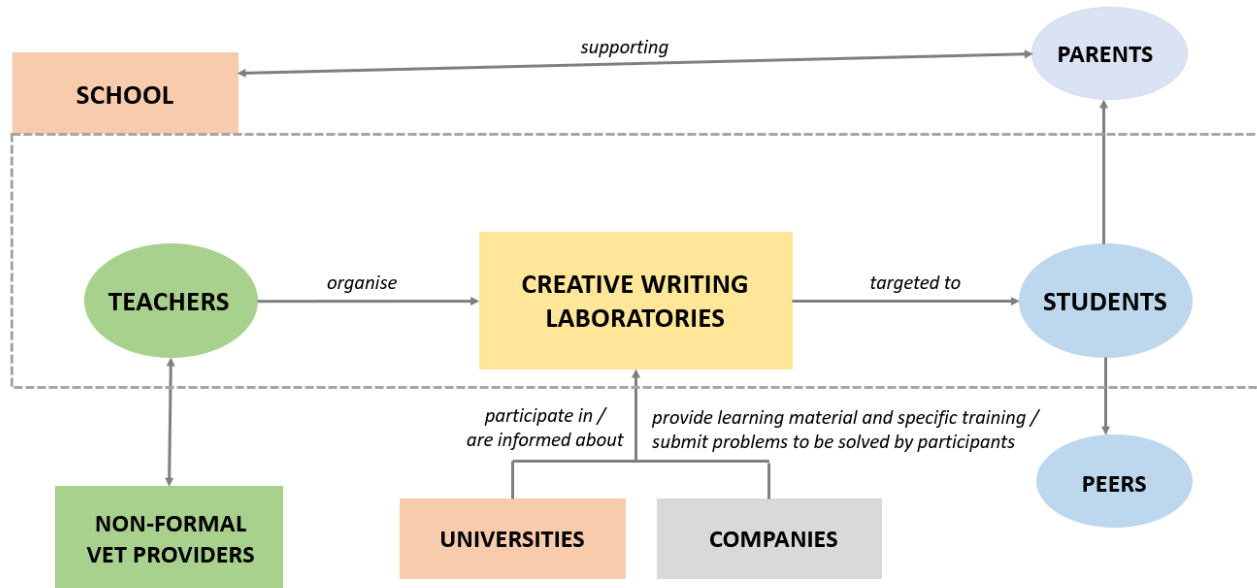 supporting
PARENTS
SCHOOL
TEACHERS
organise
CREATIVE WRITING
LABORATORIES
targeted to
STUDENTS
participate in /
are informed about
provide learning material and specific training /
submit problems to be solved by participants
PEERS
NON-FORMAL
VET PROVIDERS
UNIVERSITIES
COMPANIES